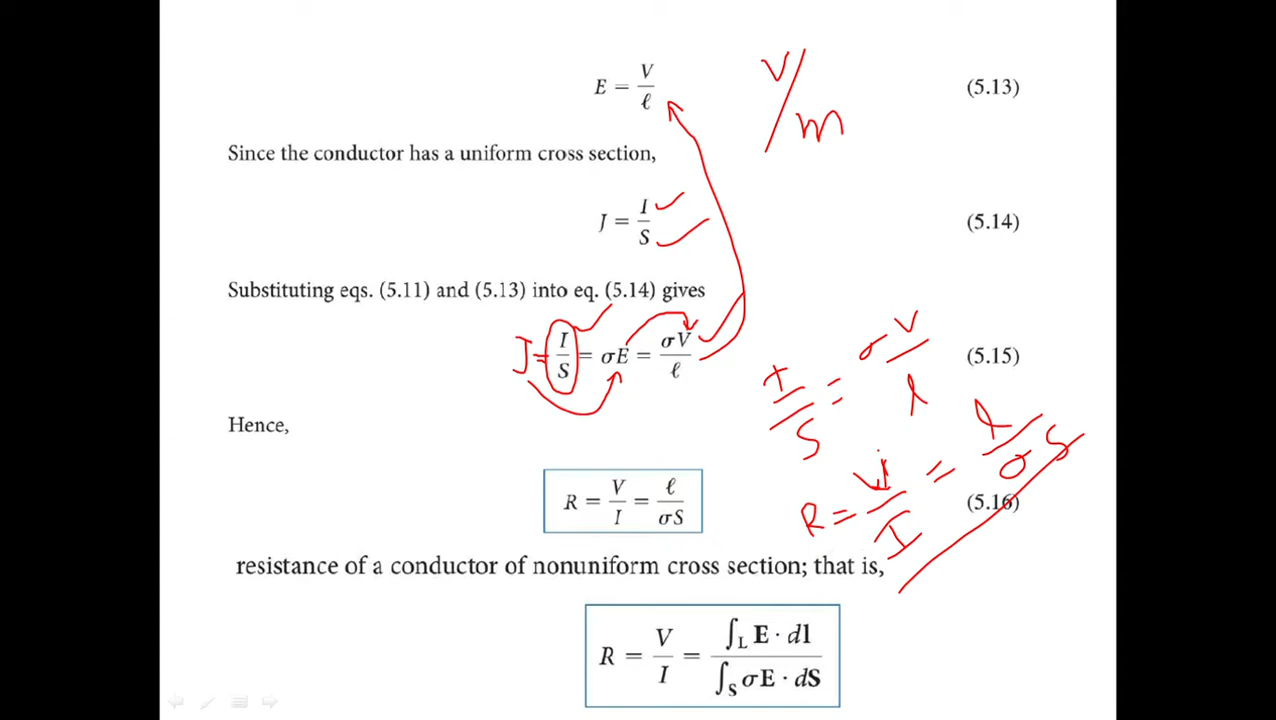 E = V/ℓ (5.13)
V/m
Since the conductor has a uniform cross section,
J = I/S (5.14)
Substituting eqs. (5.11) and (5.13) into eq. (5.14) gives
J = I/S = σE = σV/ℓ (5.15)
I/S = σ V/l
Hence,
R = V/I = ℓ/σS (5.16)
R = V/I = l/σS
resistance of a conductor of nonuniform cross section; that is,
R = V/I = ∫L E · dl / ∫S σE · dS